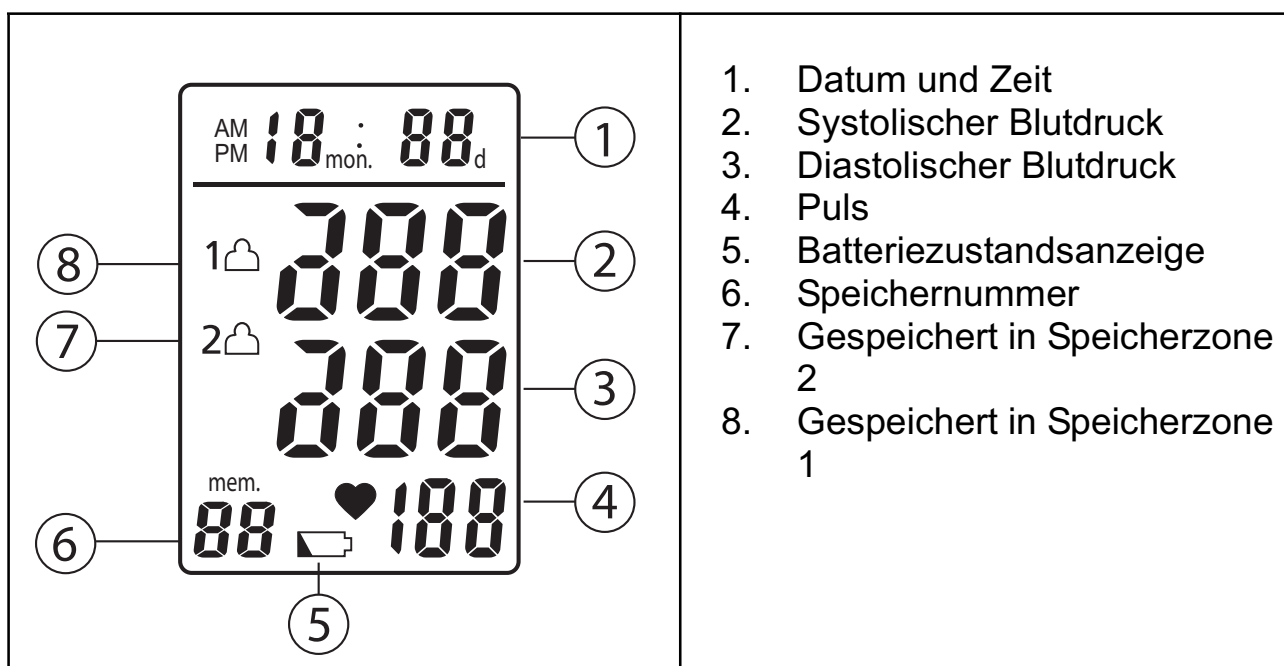 AM 18 : 88
PM mon. d
1
8 1 288 2
7 2
288 3
mem.
188 4
6 88
5
1. Datum und Zeit
2. Systolischer Blutdruck
3. Diastolischer Blutdruck
4. Puls
5. Batteriezustandsanzeige
6. Speichernummer
7. Gespeichert in Speicherzone
2
8. Gespeichert in Speicherzone
1